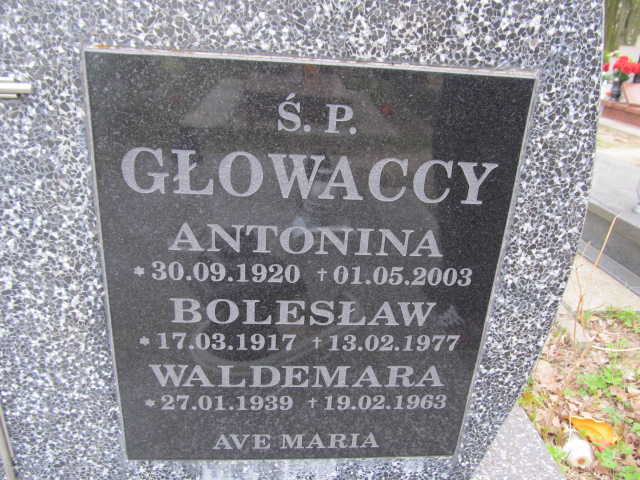 Ś. P.
GŁOWACCY
ANTONINA
*30.09.1920 †01.05.2003
BOLESŁAW
*17.03.1917 †13.02.1977
WALDEMARA
*27.01.1939 †19.02.1963
AVE MARIA